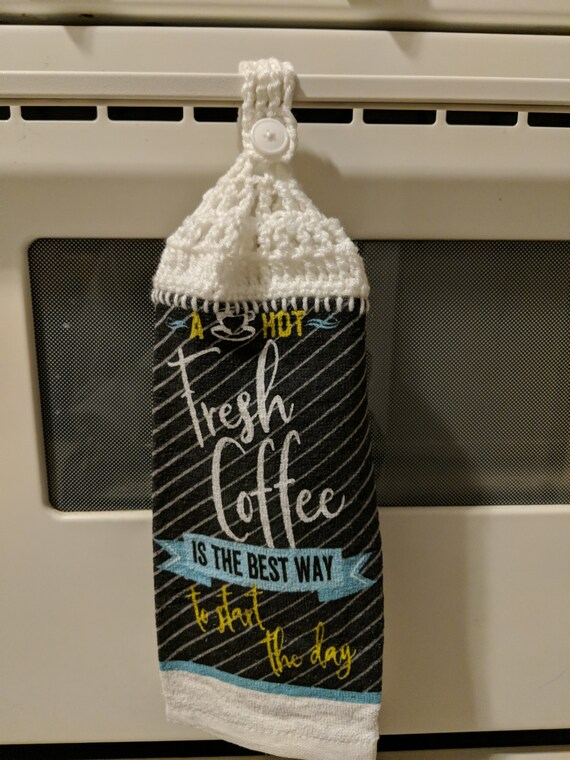 A HOT
Fresh
Coffee
IS THE BEST WAY
to start
the day